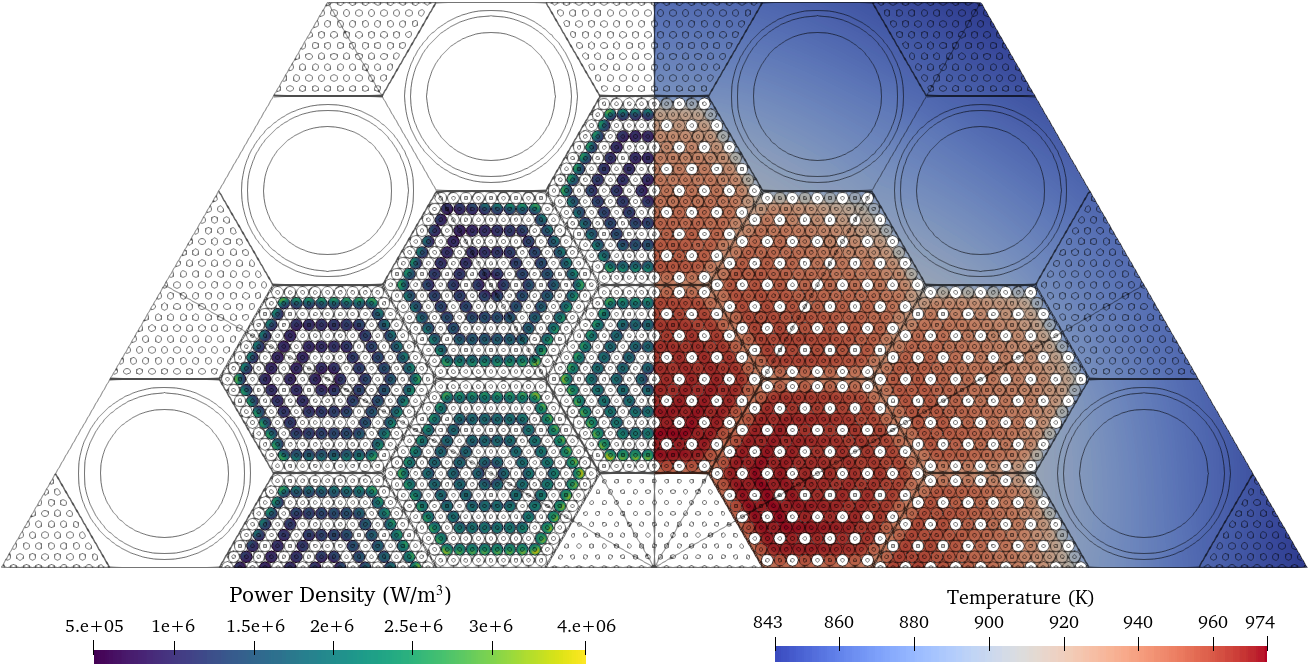 Power Density (W/m³)
5.e+05 1e+6 1.5e+6 2e+6 2.5e+6 3e+6 4.e+06
Temperature (K)
843 860 880 900 920 940 960 974